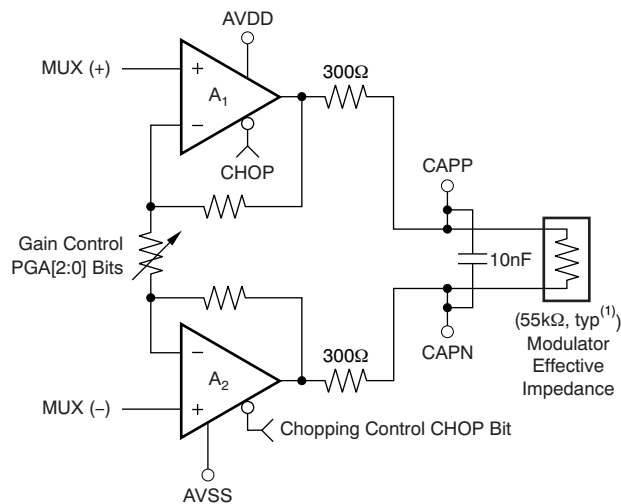 AVDD
MUX (+)
+
A1
−
CHOP
300Ω
CAPP
Gain Control
PGA[2:0] Bits
10nF
(55kΩ, typ(1))
Modulator
Effective
Impedance
300Ω
CAPN
−
A2
MUX (−)
+
Chopping Control CHOP Bit
AVSS